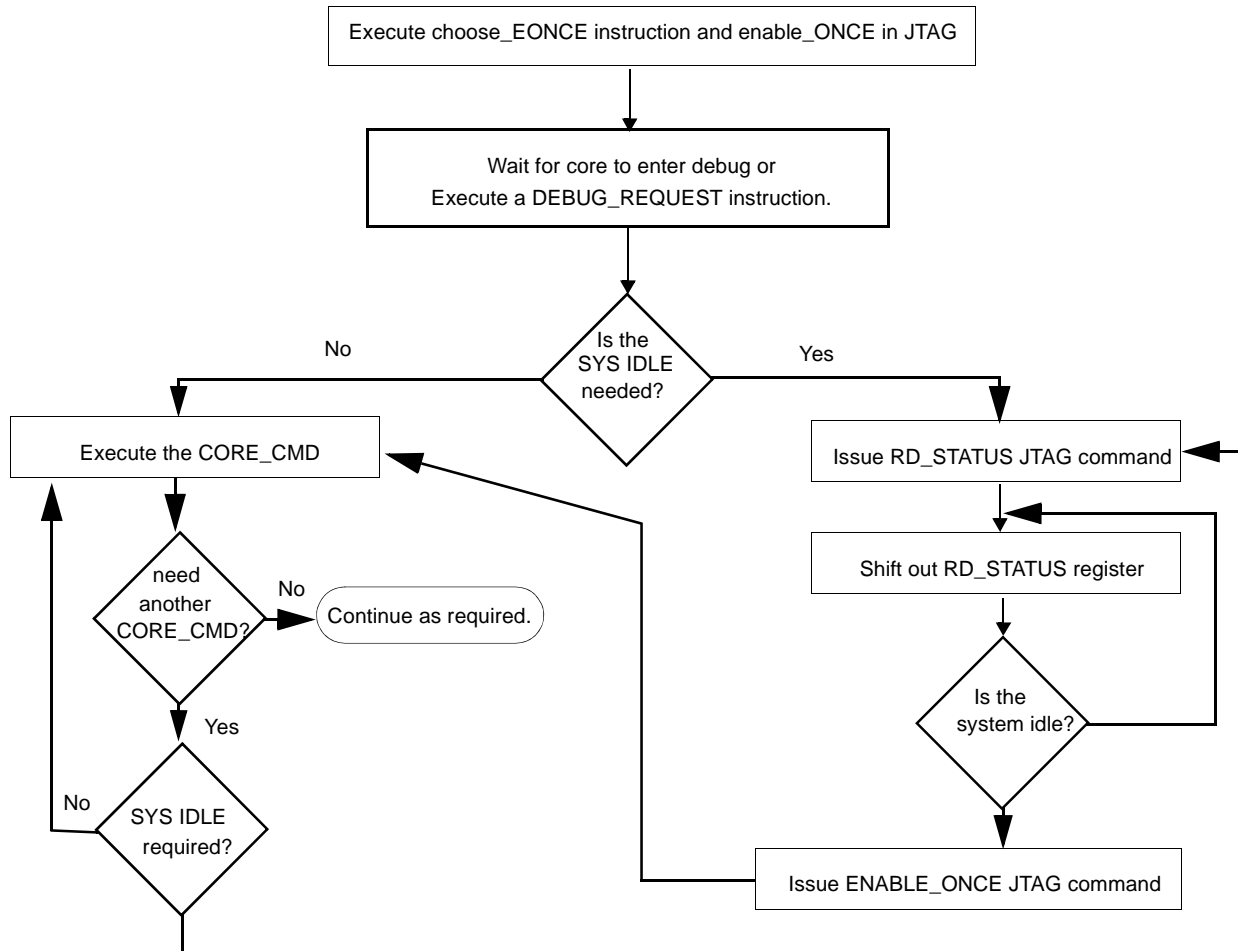 Execute choose_EONCE instruction and enable_ONCE in JTAG
Wait for core to enter debug or
Execute a DEBUG_REQUEST instruction.
Is the
SYS IDLE
needed?
No
Yes
Execute the CORE_CMD
Issue RD_STATUS JTAG command
need
another
CORE_CMD?
No
Continue as required.
Shift out RD_STATUS register
Yes
Is the
system idle?
No
SYS IDLE
required?
Issue ENABLE_ONCE JTAG command